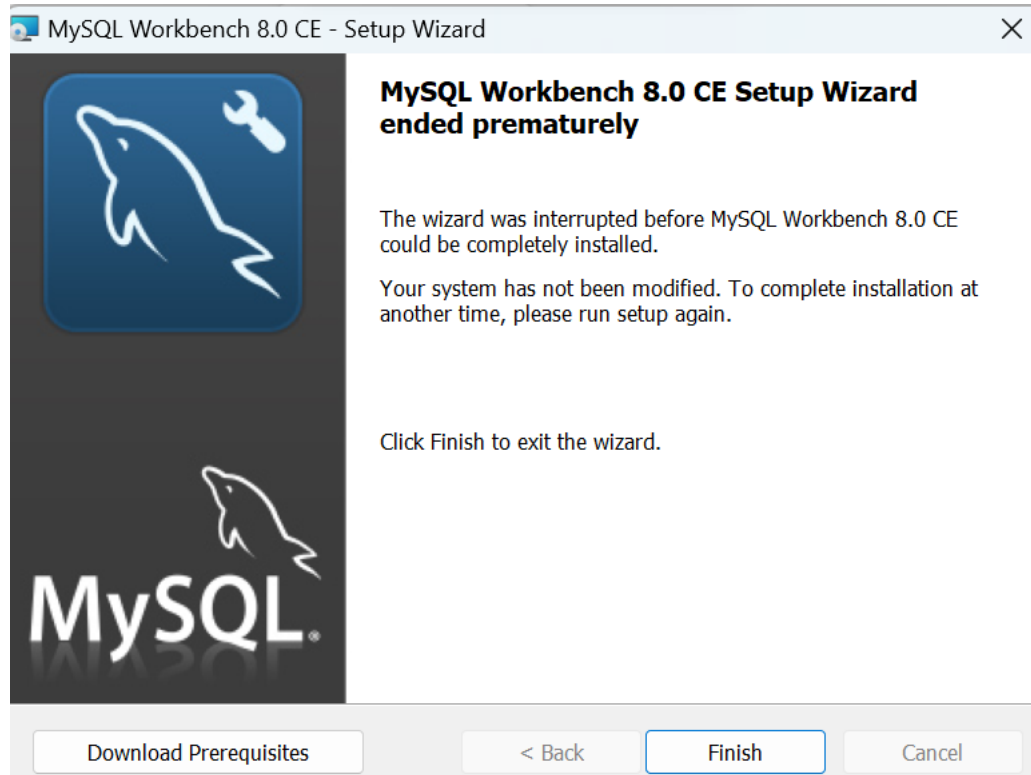 MySQL Workbench 8.0 CE - Setup Wizard
MySQL Workbench 8.0 CE Setup Wizard
ended prematurely
The wizard was interrupted before MySQL Workbench 8.0 CE
could be completely installed.
Your system has not been modified. To complete installation at
another time, please run setup again.
Click Finish to exit the wizard.
MySQL®
Download Prerequisites
< Back
Finish
Cancel